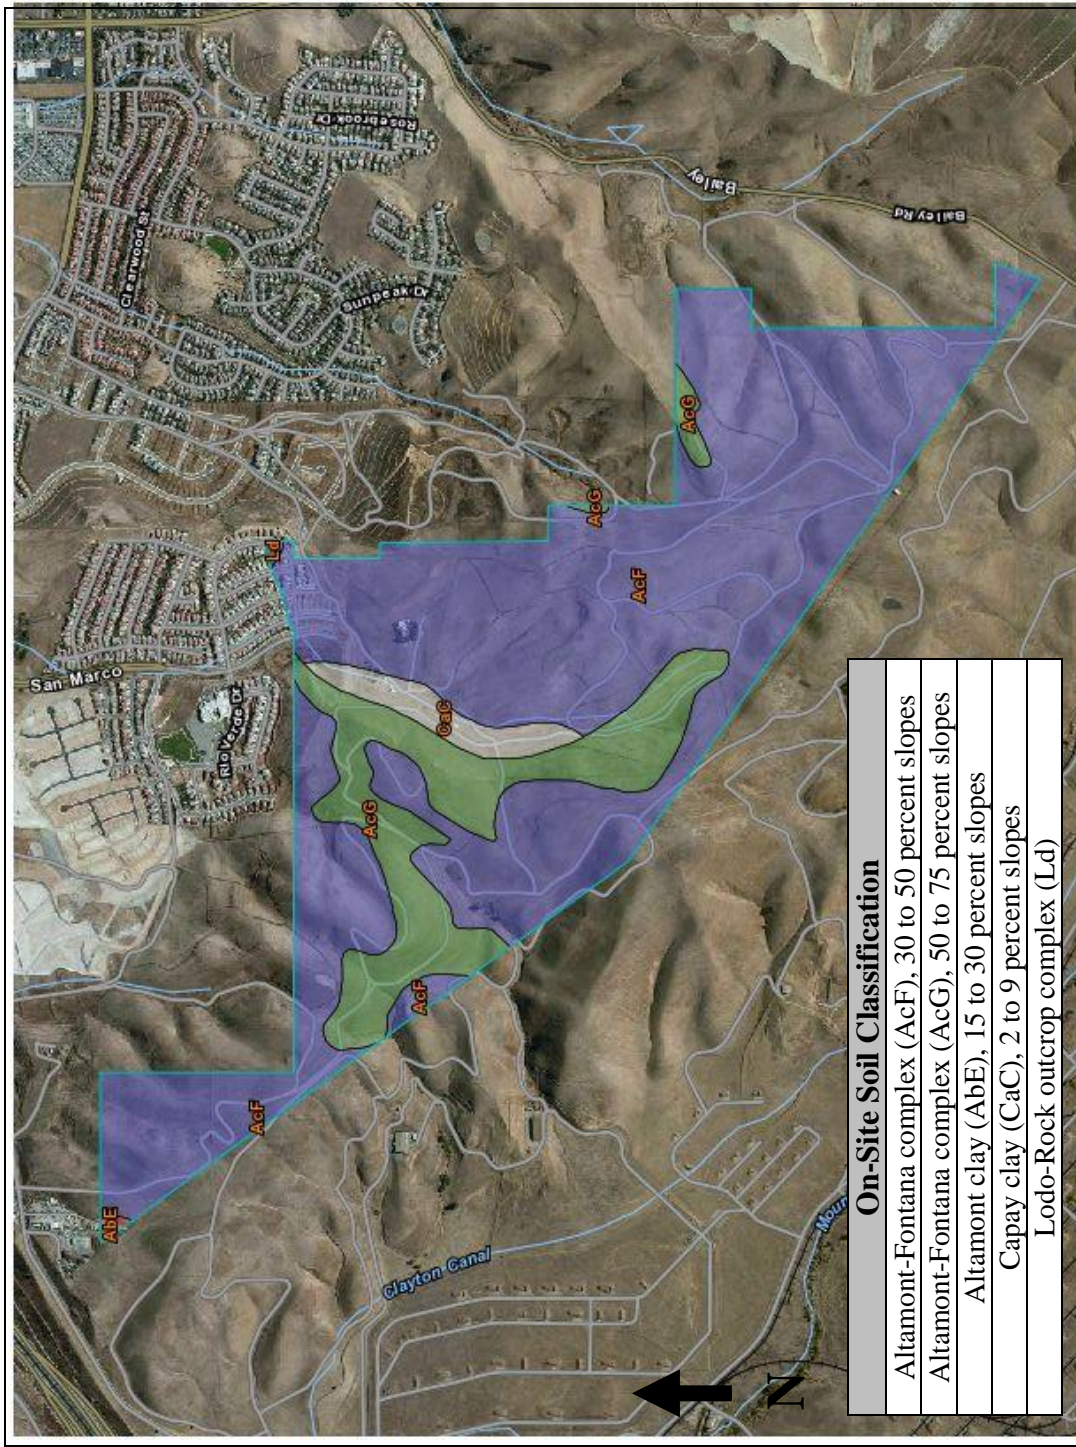 San Marco
AbE
Clearwood St
Rio Verde Dr
AcF
Ld
Rosebrook Dr
AcG
Sunpeak Dr
AcF
Clayton Canal
CaC
AcG
AcF
AcG
Bailey
N
Bailey Rd
On-Site Soil Classification
Altamont-Fontana complex (AcF), 30 to 50 percent slopes
Altamont-Fontana complex (AcG), 50 to 75 percent slopes
Altamont clay (AbE), 15 to 30 percent slopes
Capay clay (CaC), 2 to 9 percent slopes
Lodo-Rock outcrop complex (Ld)